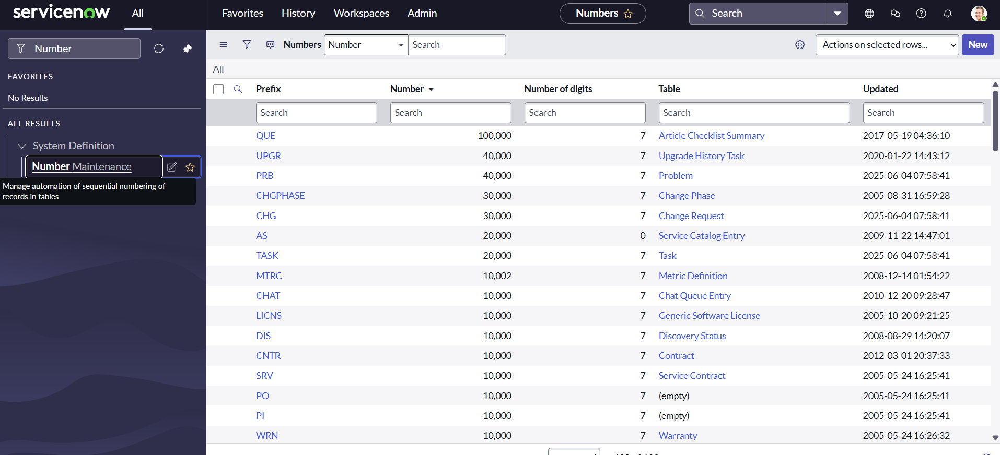 servicenow
All
Favorites
History
Workspaces
Admin
Numbers
Search
Number
FAVORITES
No Results
ALL RESULTS
System Definition
Number Maintenance
Manage automation of sequential numbering of
records in tables
Numbers
Number
Search
Actions on selected rows...
New
All
Prefix Number Number of digits Table Updated
Search Search Search Search Search
QUE 100,000 7 Article Checklist Summary 2017-05-19 04:36:10
UPGR 40,000 7 Upgrade History Task 2020-01-22 14:43:12
PRB 40,000 7 Problem 2025-06-04 07:58:41
CHGPHASE 30,000 7 Change Phase 2005-08-31 16:59:28
CHG 30,000 7 Change Request 2025-06-04 07:58:41
AS 20,000 0 Service Catalog Entry 2009-11-22 14:47:01
TASK 20,000 7 Task 2025-06-04 07:58:41
MTRC 10,002 7 Metric Definition 2008-12-14 01:54:22
CHAT 10,000 7 Chat Queue Entry 2010-12-20 09:28:47
LICNS 10,000 7 Generic Software License 2005-10-20 09:21:25
DIS 10,000 7 Discovery Status 2008-08-29 14:20:07
CNTR 10,000 7 Contract 2012-03-01 20:37:33
SRV 10,000 7 Service Contract 2005-05-24 16:25:41
PO 10,000 7 (empty) 2005-05-24 16:25:41
PI 10,000 7 (empty) 2005-05-24 16:25:41
WRN 10,000 7 Warranty 2005-05-24 16:26:32